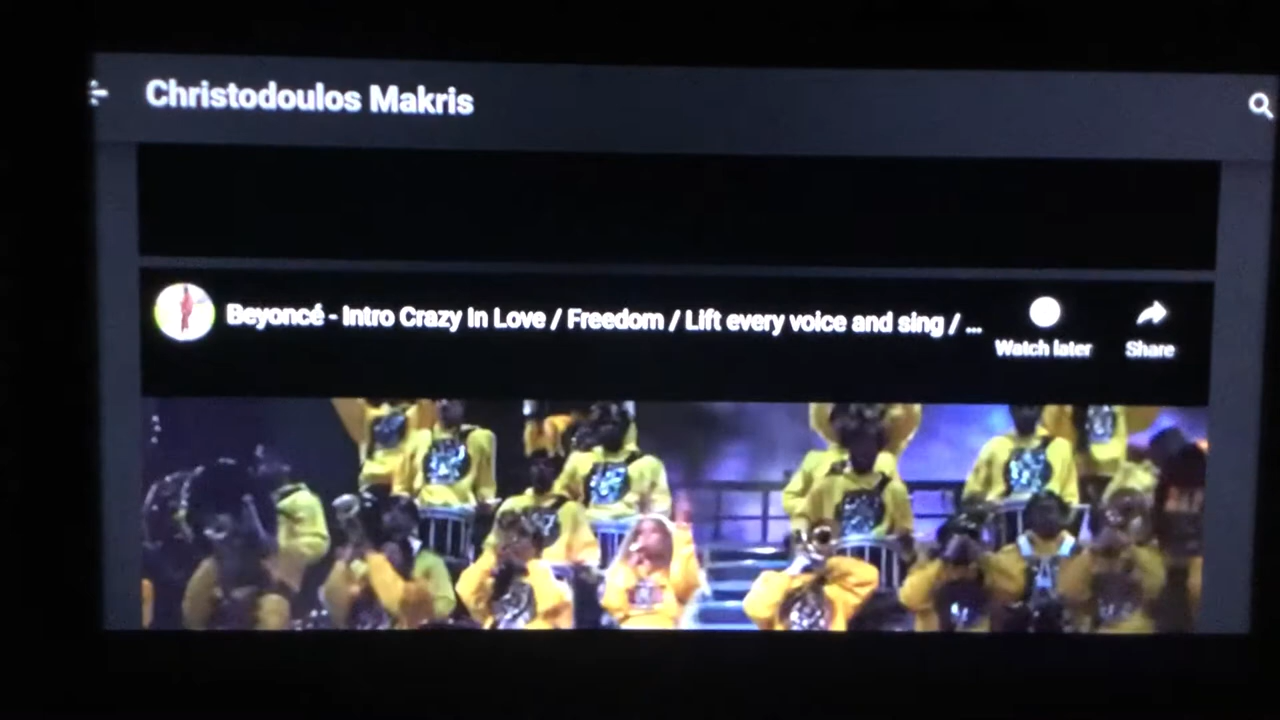 Christodoulos Makris
Beyoncé - Intro Crazy In Love / Freedom / Lift every voice and sing / ...
Watch later
Share